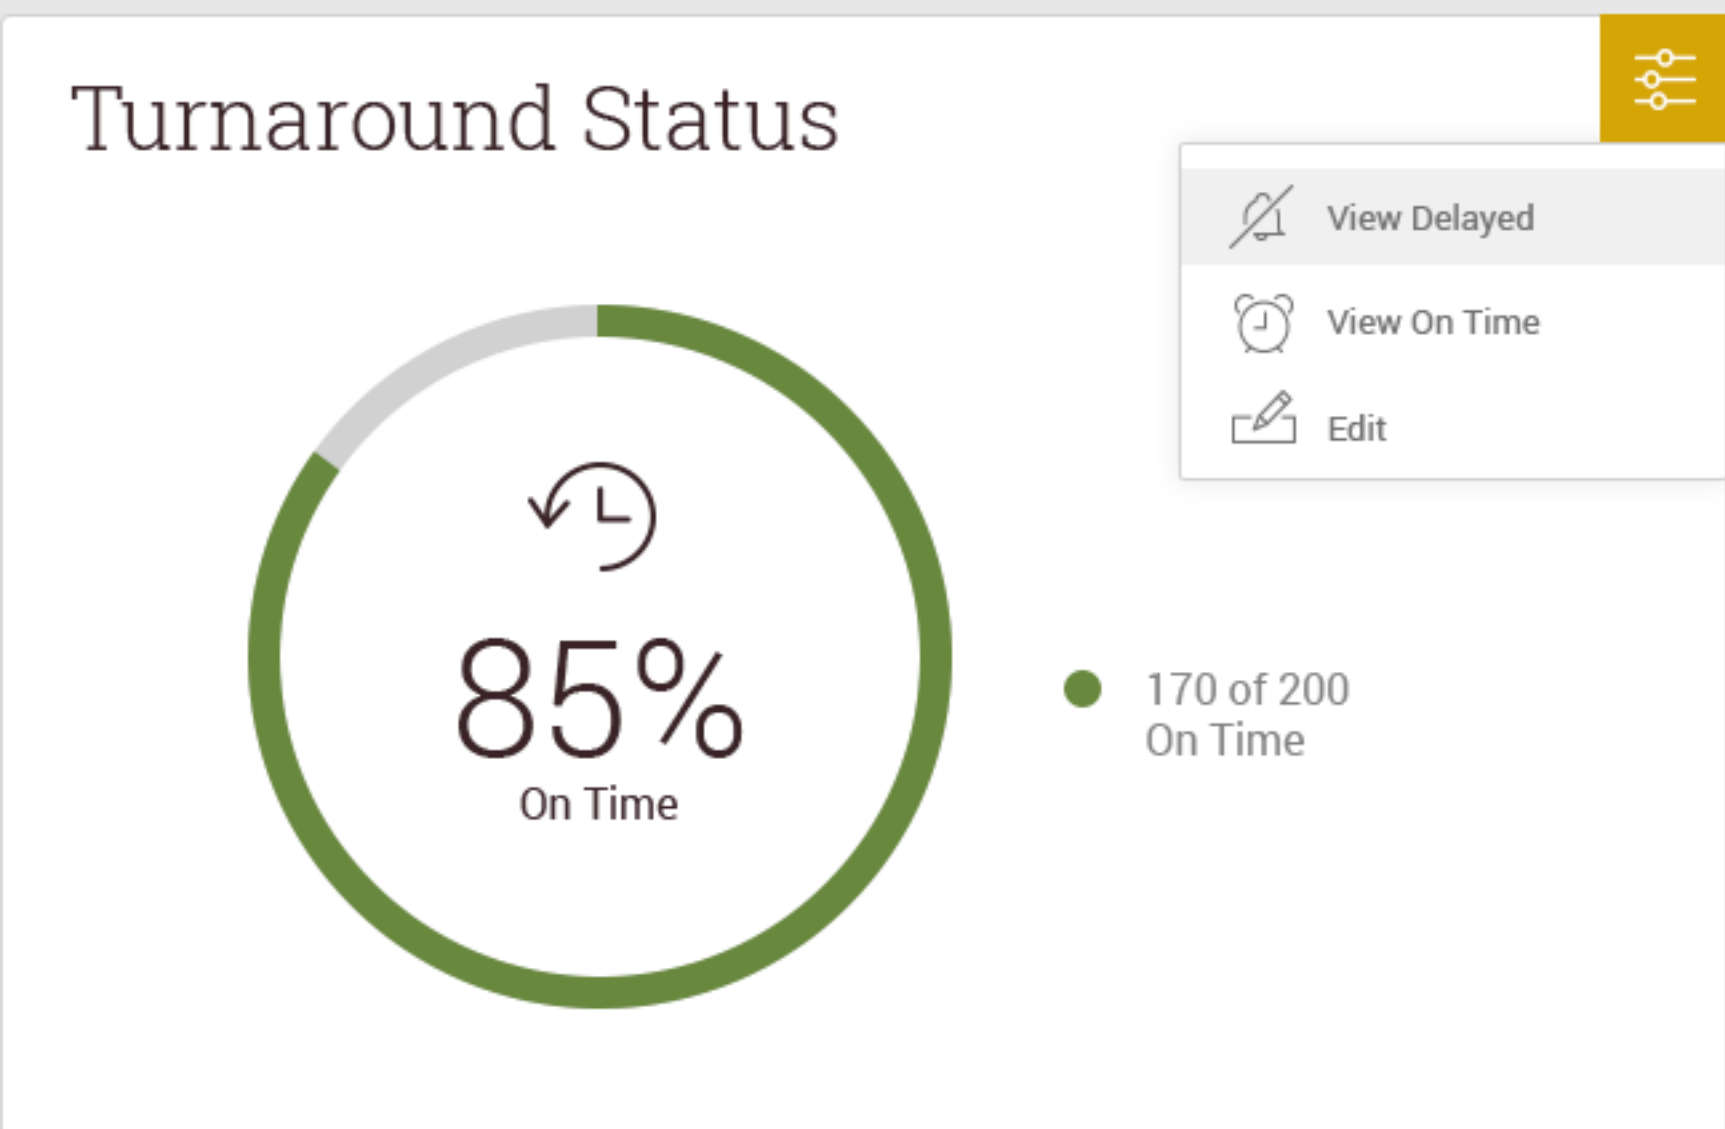 Turnaround Status
View Delayed
View On Time
Edit
85%
On Time
170 of 200
On Time